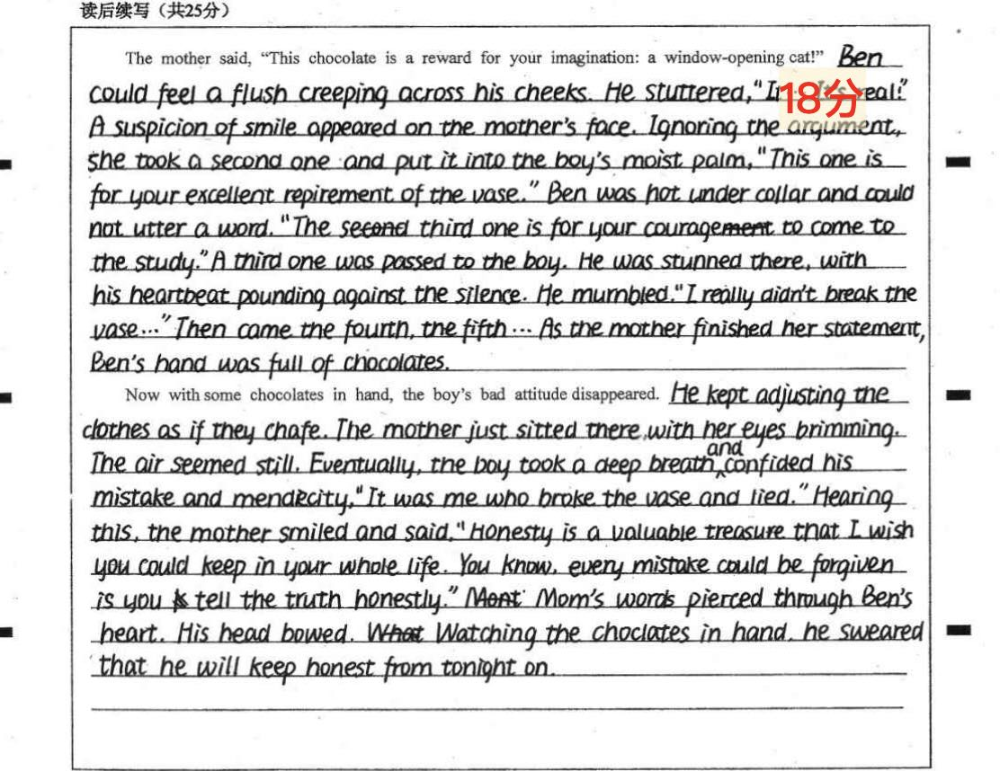 读后续写（共25分）
The mother said, “This chocolate is a reward for your imagination: a window-opening cat!” Ben
could feel a flush creeping across his cheeks. He stuttered,"It real!"
18分
A suspicion of smile appeared on the mother's face. Ignoring the argument,
she took a second one and put it into the boy's moist palm,"This one is
for your excellent repirement of the vase." Ben was hot under collar and could
not utter a word. "The second third one is for your couragement to come to
the study." A third one was passed to the boy. He was stunned there, with
his heartbeat pounding against the silence. He mumbled."I really didn't break the
vase..." Then came the fourth, the fifth ... As the mother finished her statement,
Ben's hand was full of chocolates.
Now with some chocolates in hand, the boy’s bad attitude disappeared. He kept adjusting the
clothes as if they chafe. The mother just sitted there,with her eyes brimming.
The air seemed still. Eventually, the boy took a deep breath and confided his
mistake and mendacity,"It was me who broke the vase and lied." Hearing
this, the mother smiled and said,"Honesty is a valuable treasure that I wish
you could keep in your whole life. You know, every mistake could be forgiven
is you tell the truth honestly." Mom's words pierced through Ben's
heart. His head bowed. What Watching the choclates in hand, he sweared
that he will keep honest from tonight on.